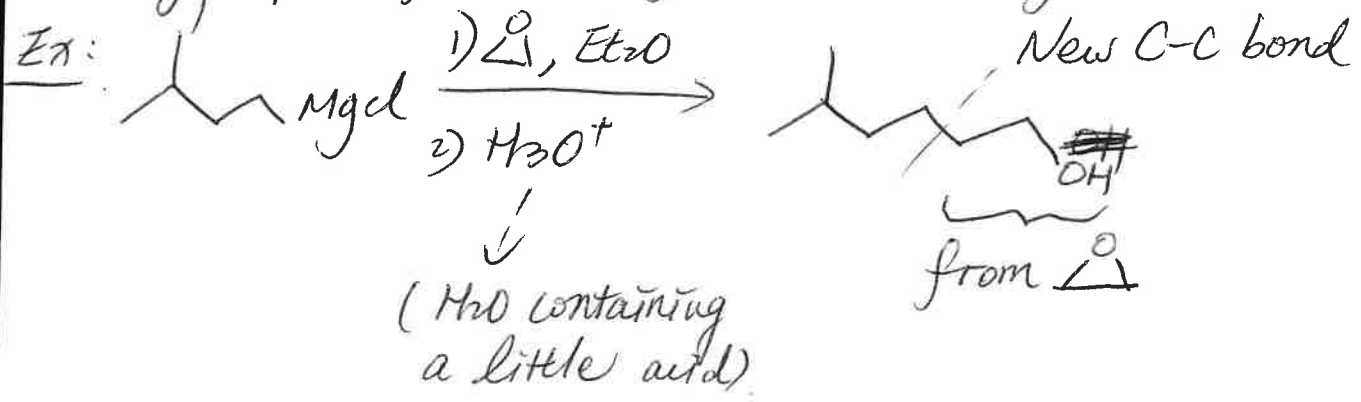 Ex:
MgCl
1) O, Et2O
2) H3O+
New C-C bond
OH
from O
(H2O containing
a little acid)